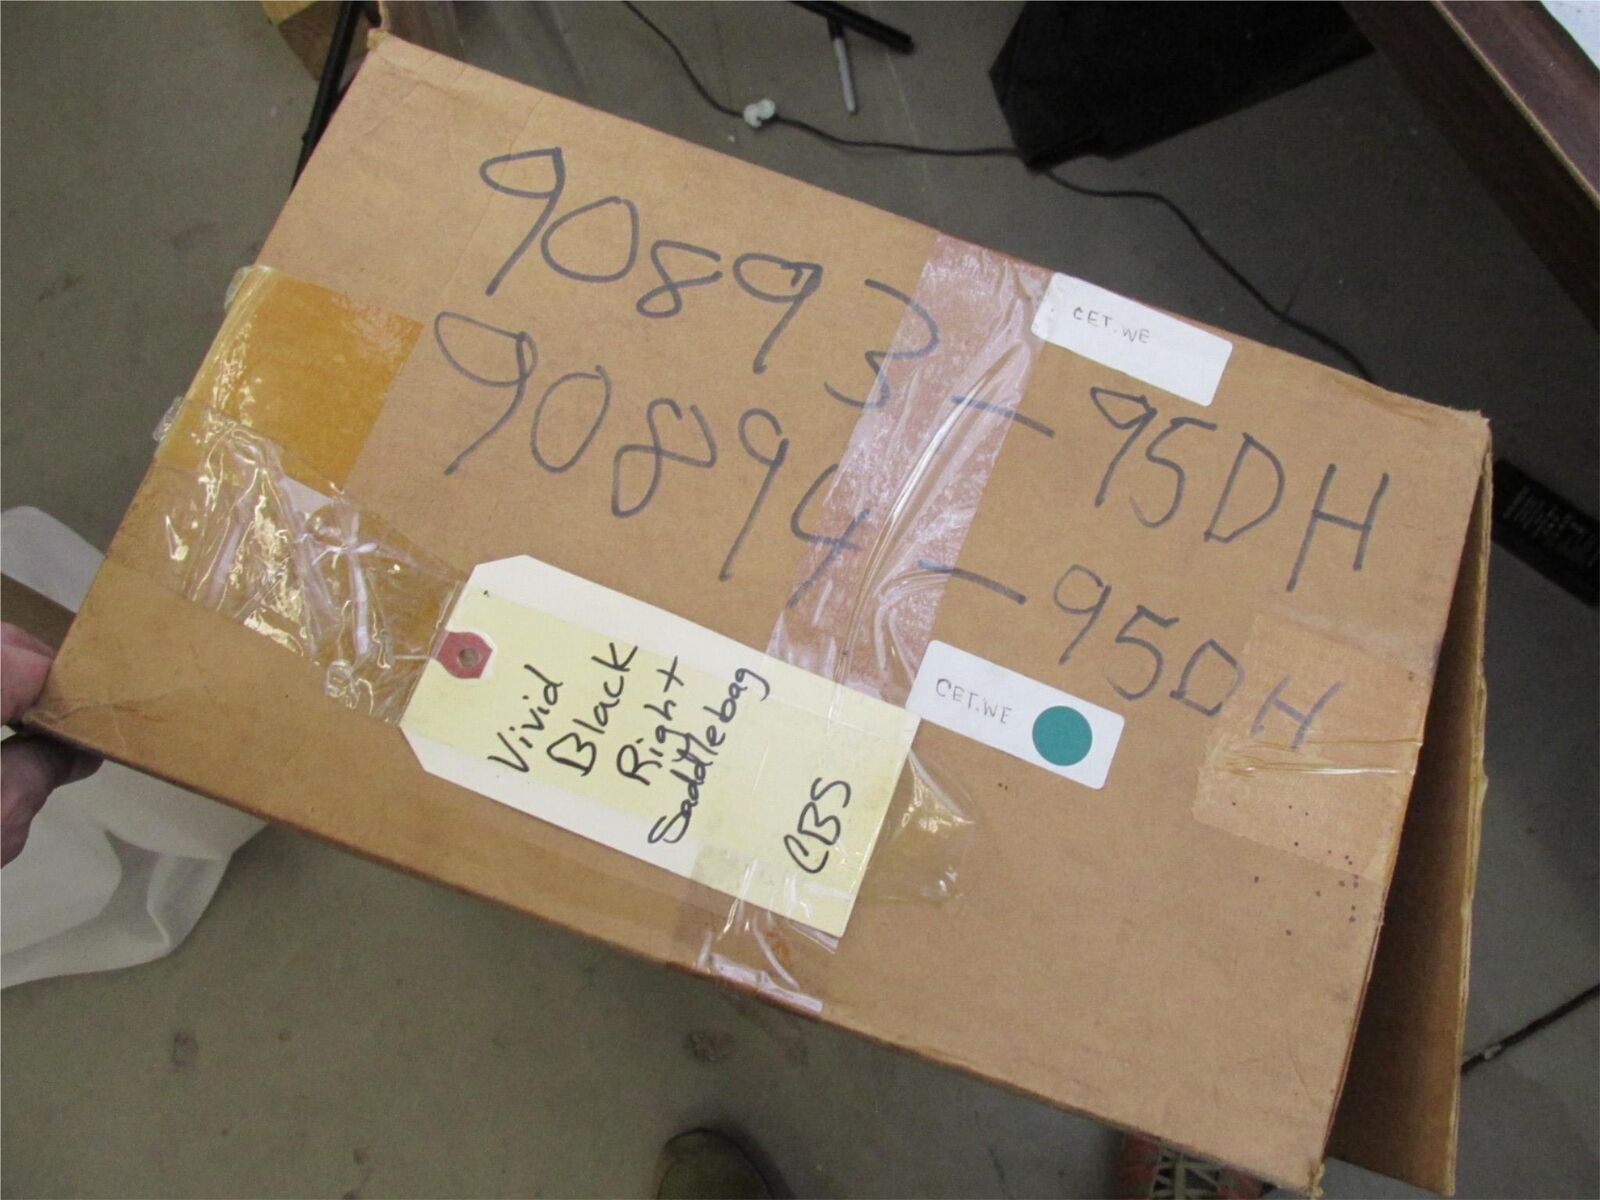 90893-95DH
90894-95DH
CET.WE
CET.WE
Vivid
Black
Right
Saddlebag
CBS